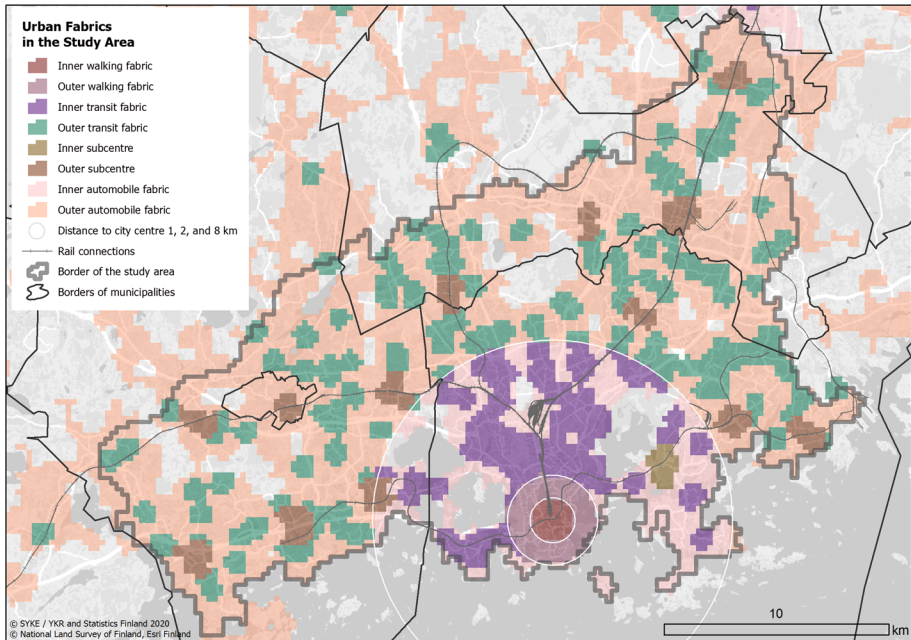 Urban Fabrics
in the Study Area
Inner walking fabric
Outer walking fabric
Inner transit fabric
Outer transit fabric
Inner subcentre
Outer subcentre
Inner automobile fabric
Outer automobile fabric
Distance to city centre 1, 2, and 8 km
Rail connections
Border of the study area
Borders of municipalities
10
km
© SYKE / YKR and Statistics Finland 2020
© National Land Survey of Finland, Esri Finland